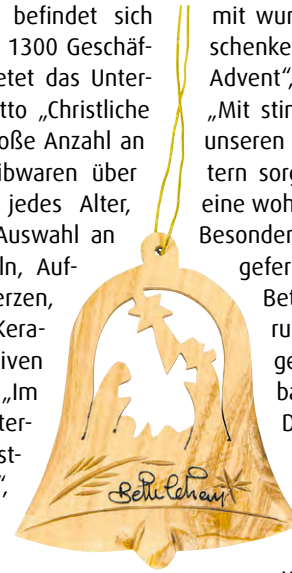 befindet sich
1300 Geschäf-
etet das Unter-
tto „Christliche
oße Anzahl an
ibwaren über
jedes Alter,
Auswahl an
ln, Auf-
erzen,
Kera-
iven
„Im
ter-
st-
“,
mit wun
schenke
Advent“,
„Mit stin
unseren
tern sorg
eine woh
Besonder
gefer
Bet
ru
ge
ba
D
Bethlehem